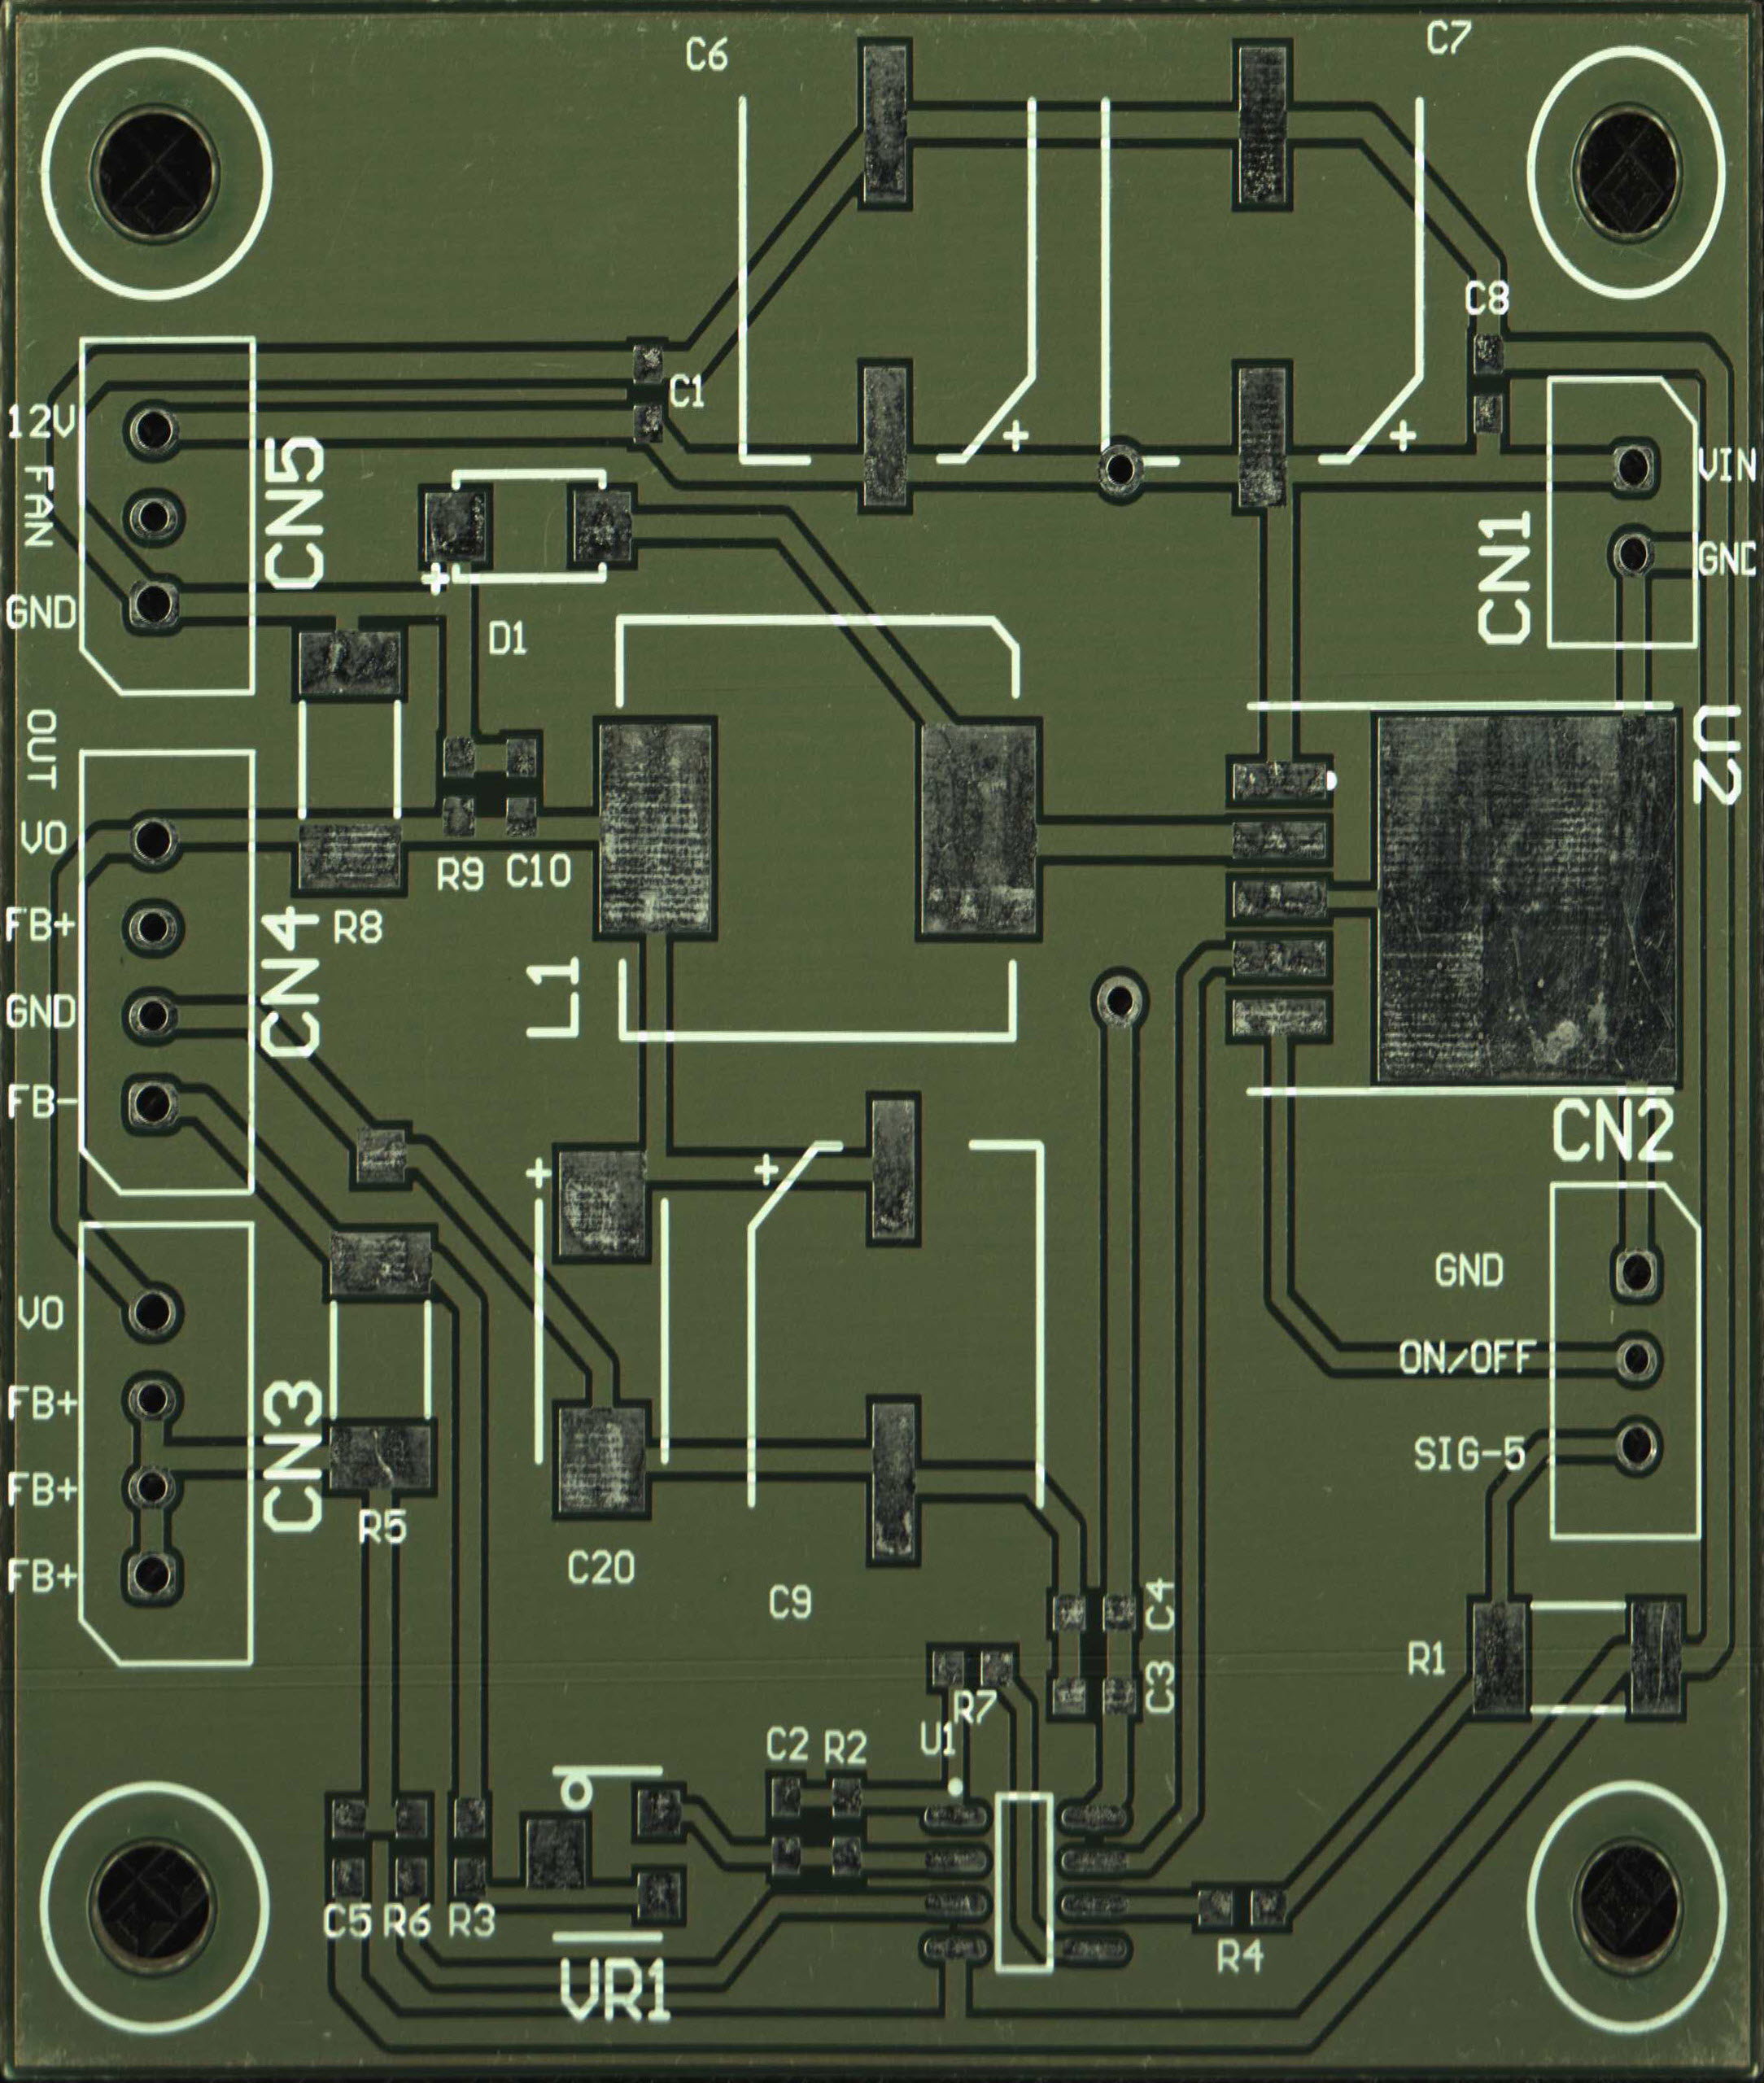 C6
C7
C8
C1
12V
FAN
GND
CN5
VIN
GND
CN1
D1
OUT
U2
VO
FB+
GND
FB-
R9
C10
R8
CN4
L1
CN2
+
+
+
+
+
GND
ON/OFF
SIG-5
VO
FB+
FB+
FB+
CN3
R5
C20
C9
C4
C3
R1
R7
U1
C2
R2
C5
R6
R3
VR1
R4